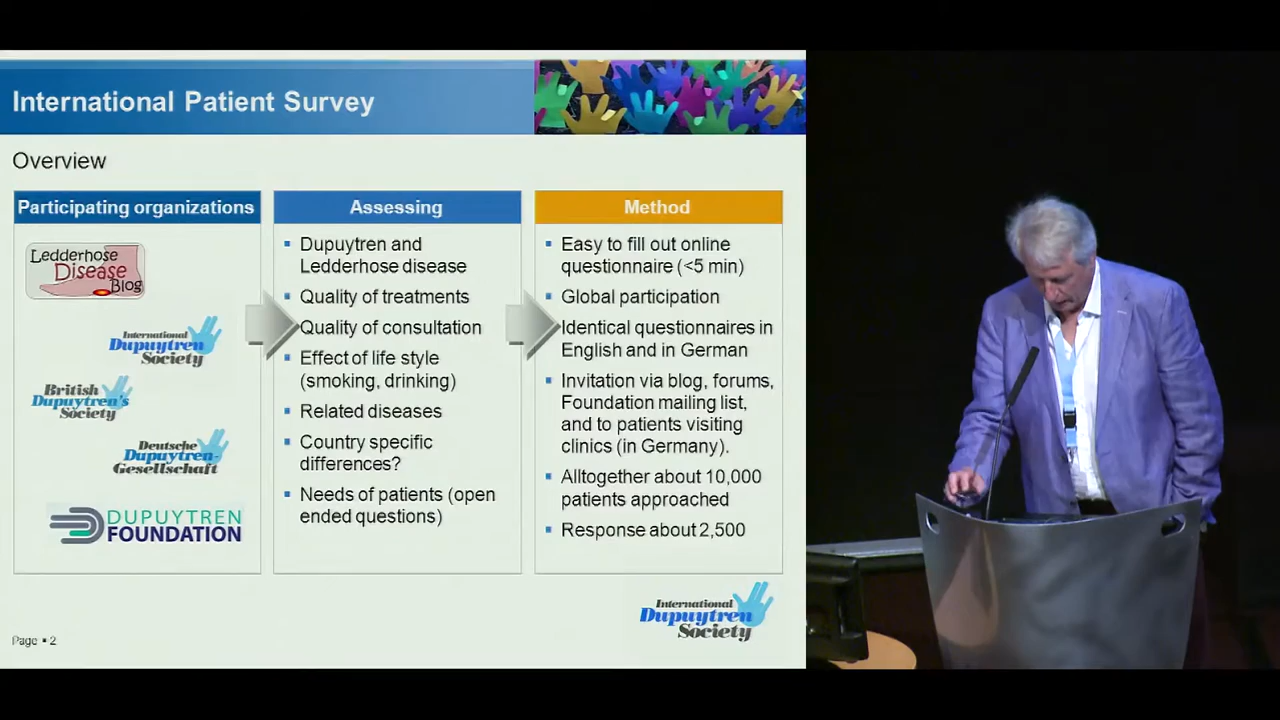 International Patient Survey
Overview
Participating organizations
Ledderhose
Disease
Blog
International
Dupuytren
Society
British
Dupuytren's
Society
Deutsche
Dupuytren-
Gesellschaft
DUPUYTREN
FOUNDATION
Assessing
▪ Dupuytren and
Ledderhose disease
▪ Quality of treatments
Quality of consultation
▪ Effect of life style
(smoking, drinking)
▪ Related diseases
▪ Country specific
differences?
▪ Needs of patients (open
ended questions)
Method
▪ Easy to fill out online
questionnaire (<5 min)
▪ Global participation
Identical questionnaires in
English and in German
▪ Invitation via blog, forums,
Foundation mailing list,
and to patients visiting
clinics (in Germany).
▪ Alltogether about 10,000
patients approached
▪ Response about 2,500
International
Dupuytren
Society
Page ▪ 2